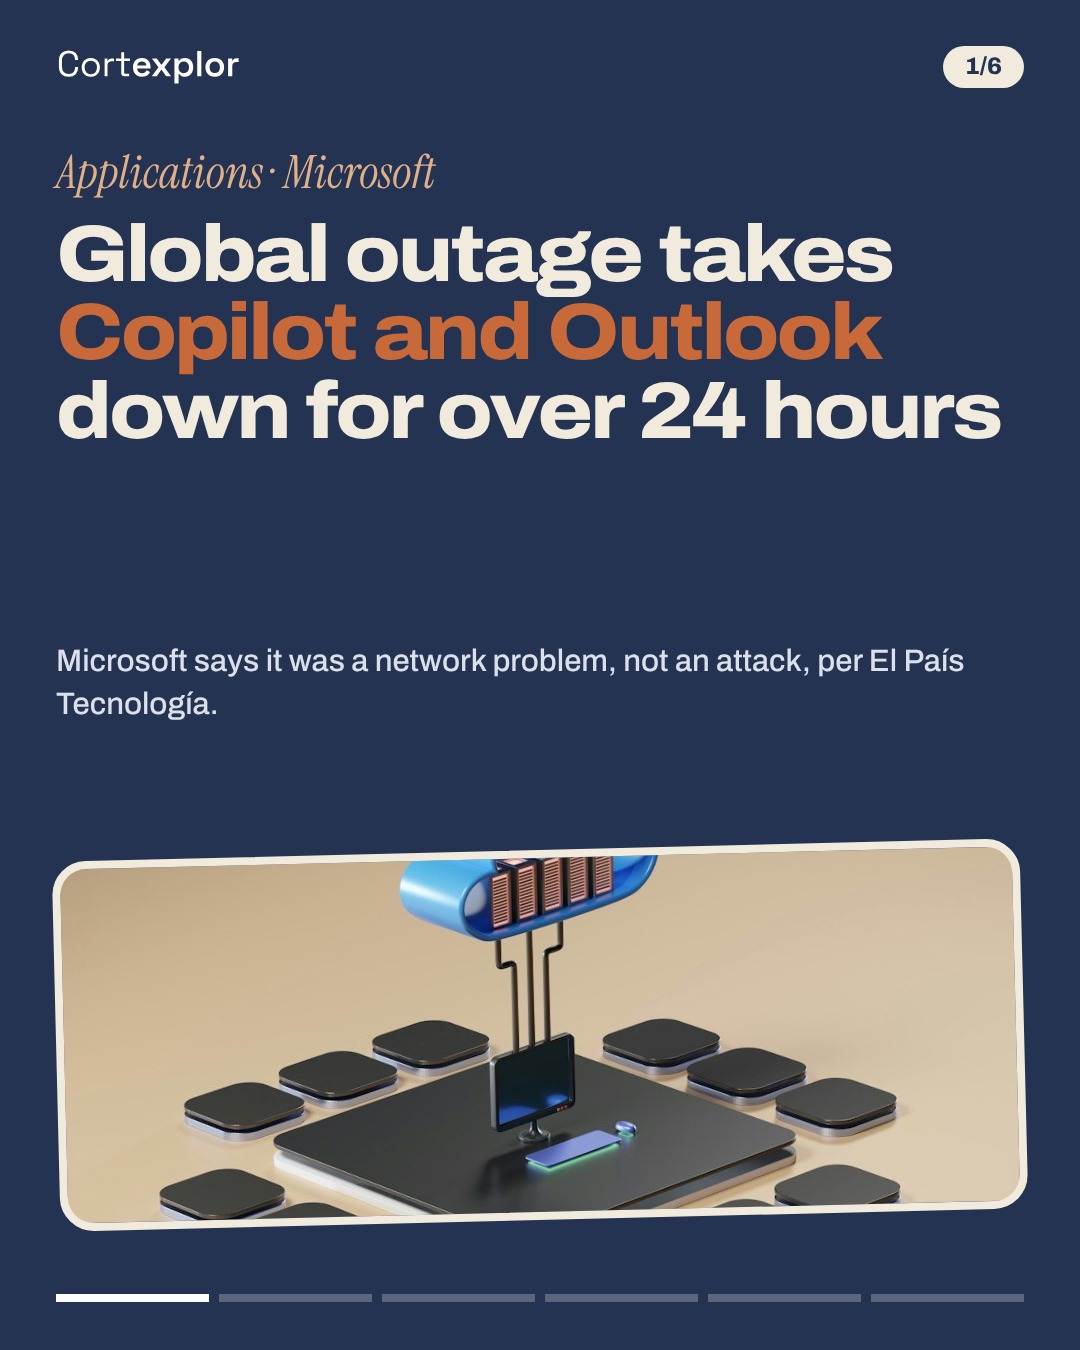 Cortexplor
1/6
Applications · Microsoft
Global outage takes
Copilot and Outlook
down for over 24 hours
Microsoft says it was a network problem, not an attack, per El País
Tecnología.